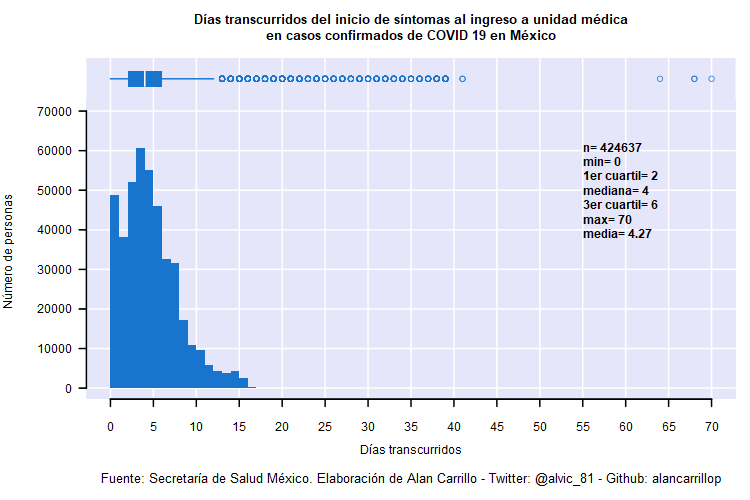 Días transcurridos del inicio de síntomas al ingreso a unidad médica
en casos confirmados de COVID 19 en México
70000
60000
50000
40000
30000
20000
10000
0
Número de personas
n= 424637
min= 0
1er cuartil= 2
mediana= 4
3er cuartil= 6
max= 70
media= 4.27
0 5 10 15 20 25 30 35 40 45 50 55 60 65 70
Días transcurridos
Fuente: Secretaría de Salud México. Elaboración de Alan Carrillo - Twitter: @alvic_81 - Github: alancarrillop